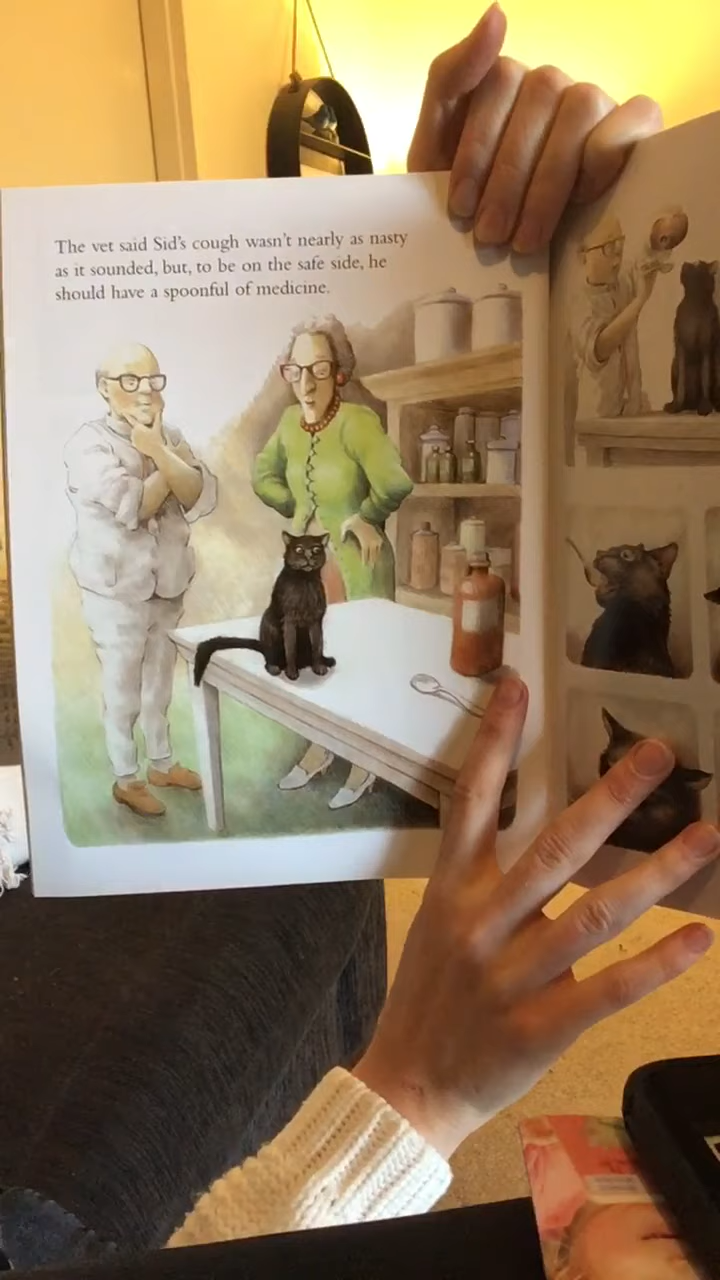 The vet said Sid's cough wasn't nearly as nasty
as it sounded, but, to be on the safe side, he
should have a spoonful of medicine.